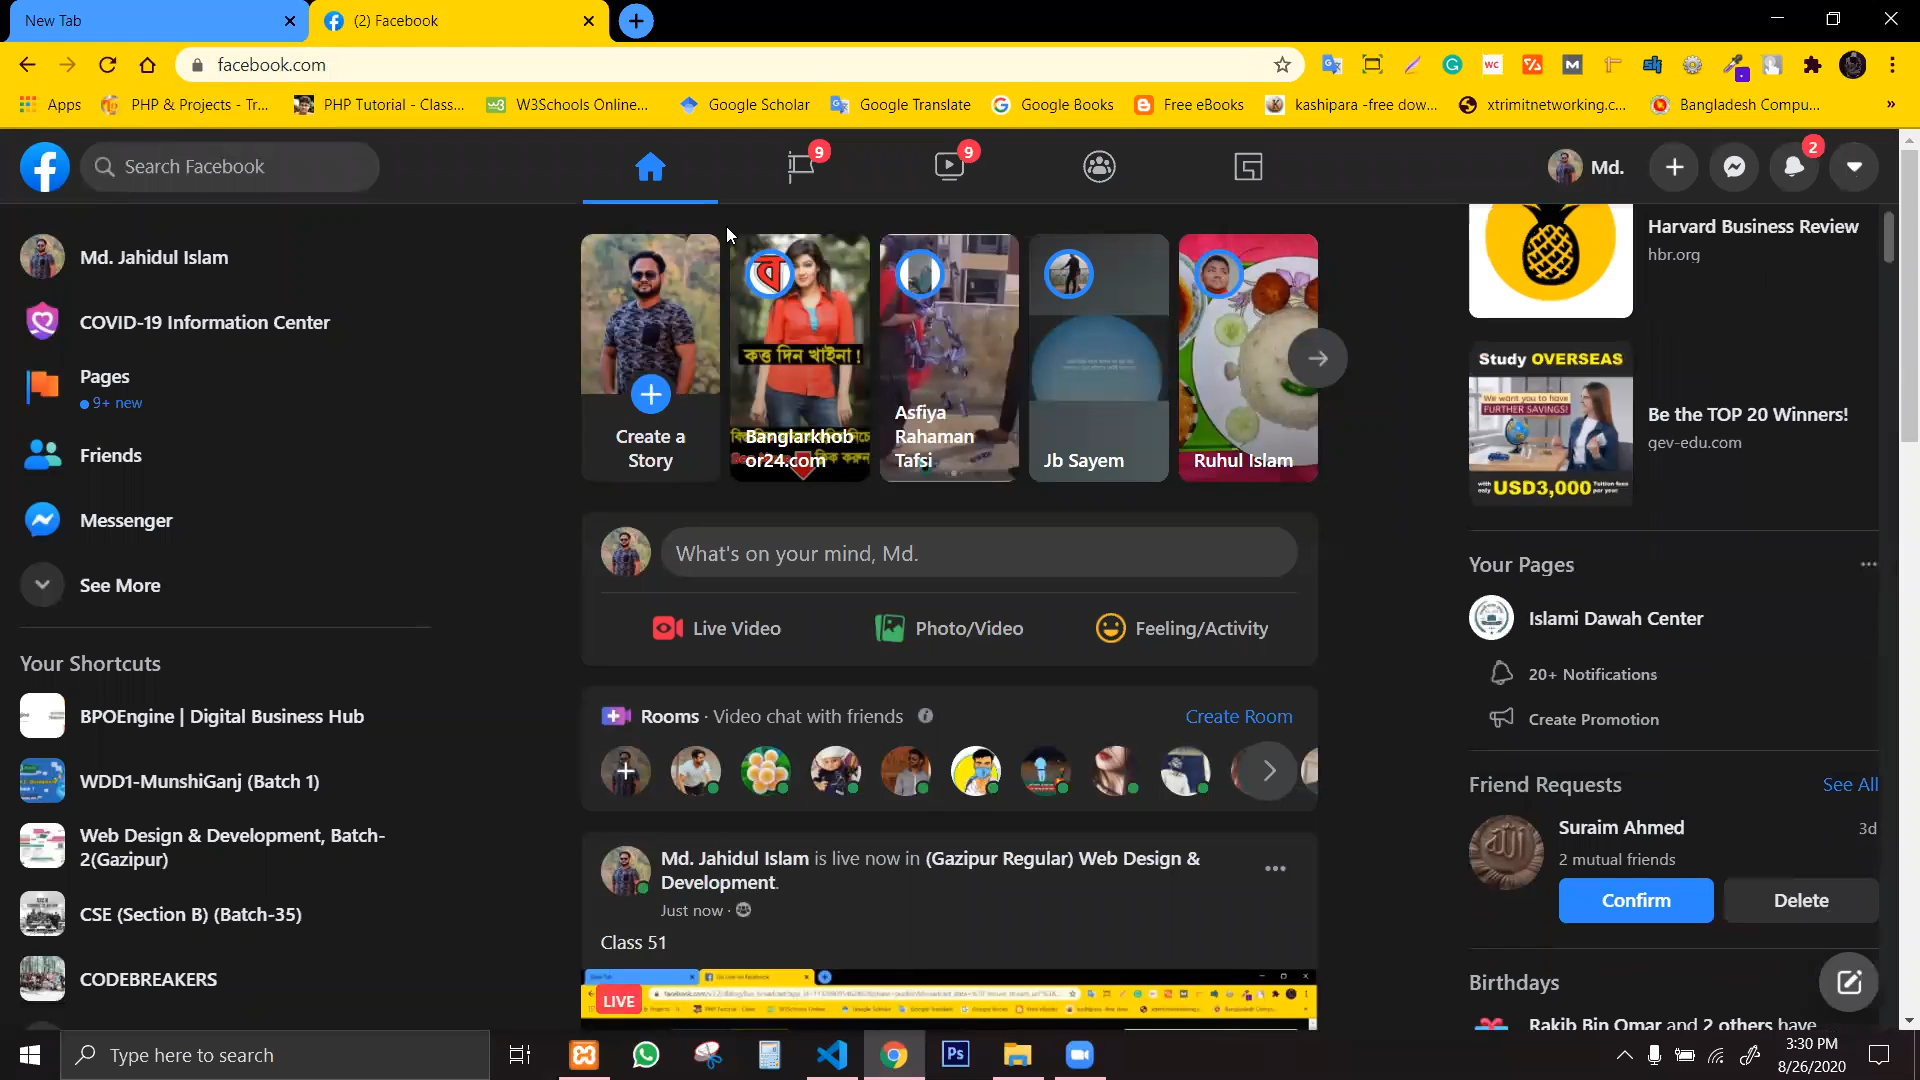 New Tab
(2) Facebook
facebook.com
Apps
PHP & Projects - Tr...
PHP Tutorial - Class...
W3Schools Online...
Google Scholar
Google Translate
Google Books
Free eBooks
kashipara -free dow...
xtrimitnetworking.c...
Bangladesh Compu...
»
Search Facebook
9
9
Md.
2
Md. Jahidul Islam
COVID-19 Information Center
Pages
9+ new
Friends
Messenger
See More
Your Shortcuts
BPOEngine | Digital Business Hub
WDD1-MunshiGanj (Batch 1)
Web Design & Development, Batch-
2(Gazipur)
CSE (Section B) (Batch-35)
CODEBREAKERS
Create a
Story
কত্ত দিন খাইনা !
Banglarkhob
or24.com
Asfiya
Rahaman
Tafsi
Jb Sayem
Ruhul Islam
What's on your mind, Md.
Live Video
Photo/Video
Feeling/Activity
Rooms · Video chat with friends
Create Room
Md. Jahidul Islam is live now in (Gazipur Regular) Web Design &
Development.
Just now ·
Class 51
LIVE
Harvard Business Review
hbr.org
Study OVERSEAS
We want you to have
FURTHER SAVINGS!
USD3,000
Be the TOP 20 Winners!
gev-edu.com
Your Pages
Islami Dawah Center
20+ Notifications
Create Promotion
Friend Requests
See All
Suraim Ahmed
3d
2 mutual friends
Confirm
Delete
Birthdays
Rakib Bin Omar and 2 others have
Type here to search
Ps
3:30 PM
8/26/2020